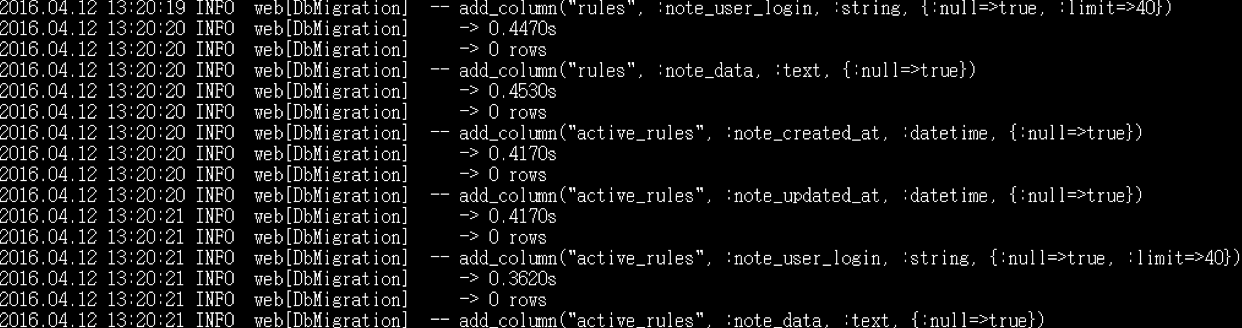 2016.04.12 13:20:19 INFO  web[DbMigration]  -- add_column("rules", :note_user_login, :string, {:null=>true, :limit=>40})
2016.04.12 13:20:20 INFO  web[DbMigration]     -> 0.4470s
2016.04.12 13:20:20 INFO  web[DbMigration]     -> 0 rows
2016.04.12 13:20:20 INFO  web[DbMigration]  -- add_column("rules", :note_data, :text, {:null=>true})
2016.04.12 13:20:20 INFO  web[DbMigration]     -> 0.4530s
2016.04.12 13:20:20 INFO  web[DbMigration]     -> 0 rows
2016.04.12 13:20:20 INFO  web[DbMigration]  -- add_column("active_rules", :note_created_at, :datetime, {:null=>true})
2016.04.12 13:20:20 INFO  web[DbMigration]     -> 0.4170s
2016.04.12 13:20:20 INFO  web[DbMigration]     -> 0 rows
2016.04.12 13:20:20 INFO  web[DbMigration]  -- add_column("active_rules", :note_updated_at, :datetime, {:null=>true})
2016.04.12 13:20:21 INFO  web[DbMigration]     -> 0.4170s
2016.04.12 13:20:21 INFO  web[DbMigration]     -> 0 rows
2016.04.12 13:20:21 INFO  web[DbMigration]  -- add_column("active_rules", :note_user_login, :string, {:null=>true, :limit=>40})
2016.04.12 13:20:21 INFO  web[DbMigration]     -> 0.3620s
2016.04.12 13:20:21 INFO  web[DbMigration]     -> 0 rows
2016.04.12 13:20:21 INFO  web[DbMigration]  -- add_column("active_rules", :note_data, :text, {:null=>true})